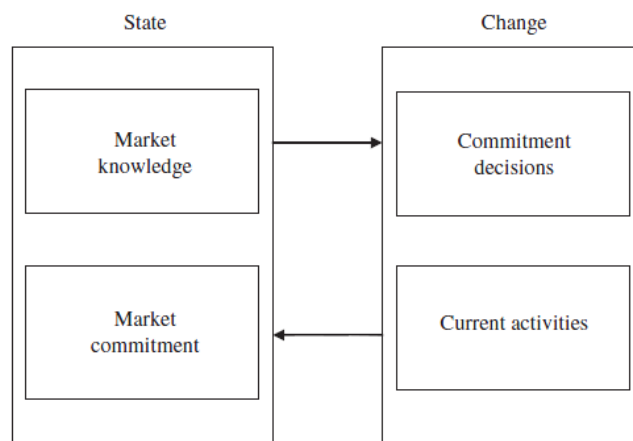 State
Change
Market
knowledge
Commitment
decisions
Market
commitment
Current activities